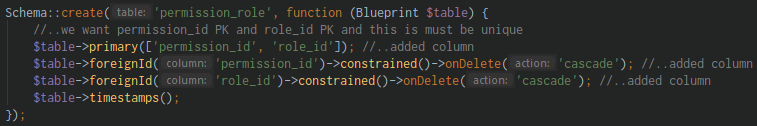 Schema::create( table: 'permission_role', function (Blueprint $table) {
    //..we want permission_id PK and role_id PK and this is must be unique
    $table->primary(['permission_id', 'role_id']); //..added column
    $table->foreignId( column: 'permission_id')->constrained()->onDelete( action: 'cascade'); //..added column
    $table->foreignId( column: 'role_id')->constrained()->onDelete( action: 'cascade'); //..added column
    $table->timestamps();
});